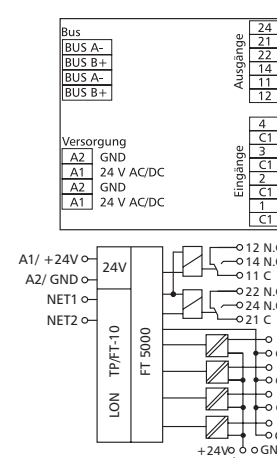 Bus
BUS A-
BUS B+
BUS A-
BUS B+
Versorgung
A2 GND
A1 24 V AC/DC
A2 GND
A1 24 V AC/DC
Ausgänge
24
21
22
14
11
12
Eingänge
4
C1
3
C1
2
C1
1
C1
A1/ +24V
A2/ GND
NET1
NET2
24V
LON TP/FT-10
FT 5000
12 N.
14 N.
11 C
22 N.
24 N.
21 C
+24V
GN